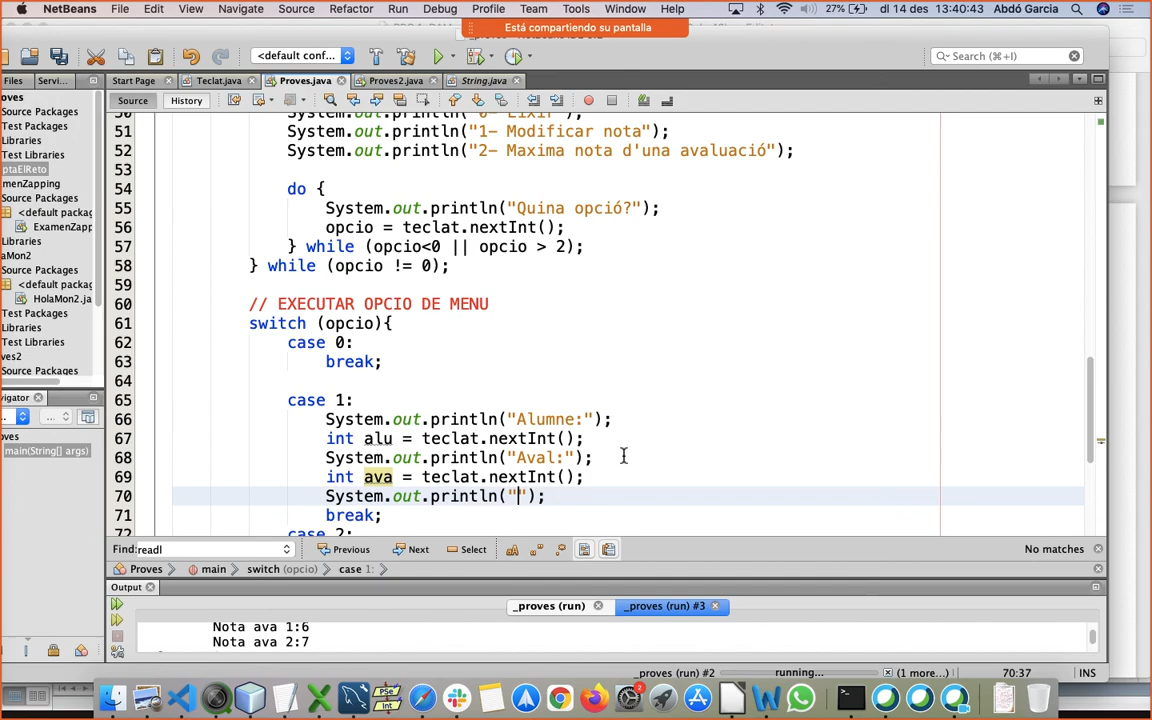 NetBeans File Edit View Navigate Source Refactor Run Debug Profile Team Tools Window Help 27% dl 14 des 13:40:43 Abdó Garcia
Está compartiendo su pantalla
<default conf... Search (⌘+I)
Files Servi... Start Page Teclat.java Proves.java Proves2.java String.java
Source History
oves
Source Packages
Test Packages
Libraries
Test Libraries
ptaElReto
menZapping
Source Packages
<default packag
ExamenZapp
Libraries
aMon2
Source Packages
<default packag
HolaMon2.ja
Test Packages
Libraries
Test Libraries
ves2
Source Packages
50 System.out.println("0- Eixir");
51 System.out.println("1- Modificar nota");
52 System.out.println("2- Maxima nota d'una avaluació");
53
54 do {
55 System.out.println("Quina opció?");
56 opcio = teclat.nextInt();
57 } while (opcio<0 || opcio > 2);
58 } while (opcio != 0);
59
60 // EXECUTAR OPCIO DE MENU
61 switch (opcio){
62 case 0:
63 break;
64
65 case 1:
66 System.out.println("Alumne:");
67 int alu = teclat.nextInt();
68 System.out.println("Aval:");
69 int ava = teclat.nextInt();
70 System.out.println("");
71 break;
72 case 2:
vigator
oves
main(String[] args)
Find: readl Previous Next Select No matches
Proves main switch (opcio) case 1:
Output
_proves (run) _proves (run) #3
Nota ava 1:6
Nota ava 2:7
_proves (run) #2 running... (1 more...) 70:37 INS